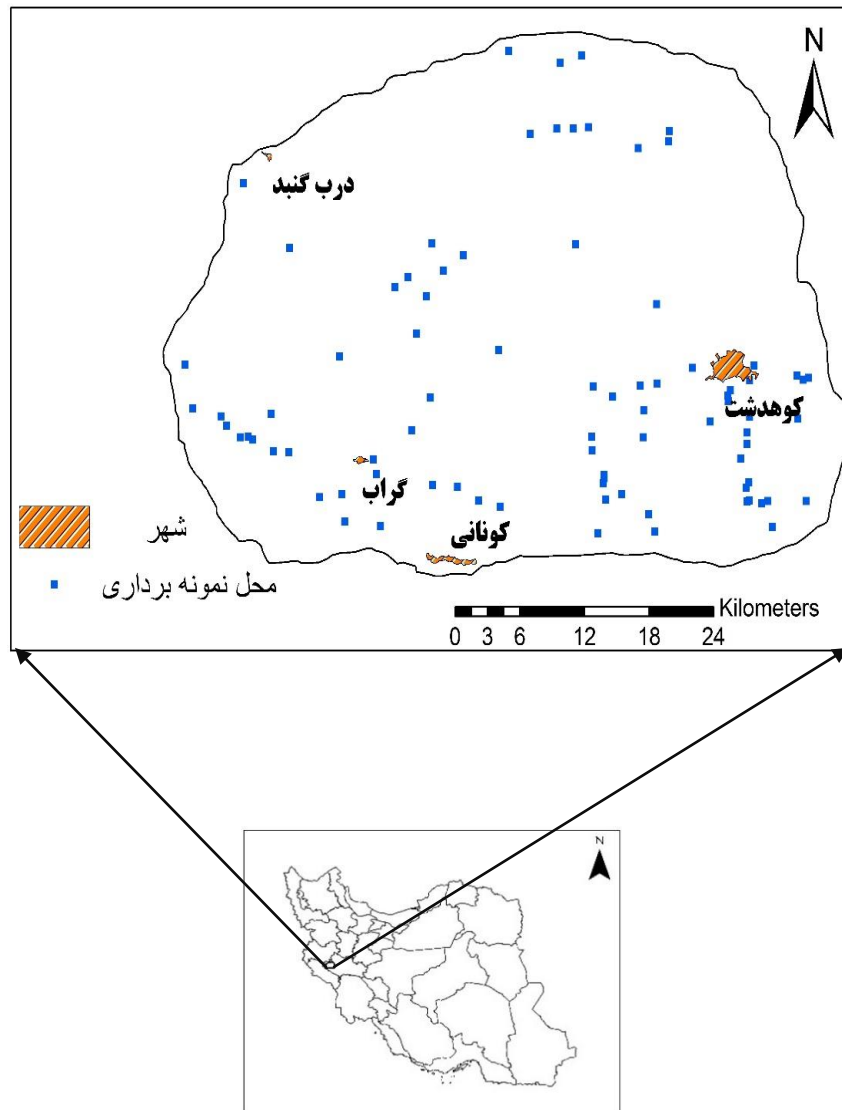 N
درب گنبد
کوهدشت
گراب
کونانی
شهر
محل نمونه برداری
Kilometers
0 3 6 12 18 24
N